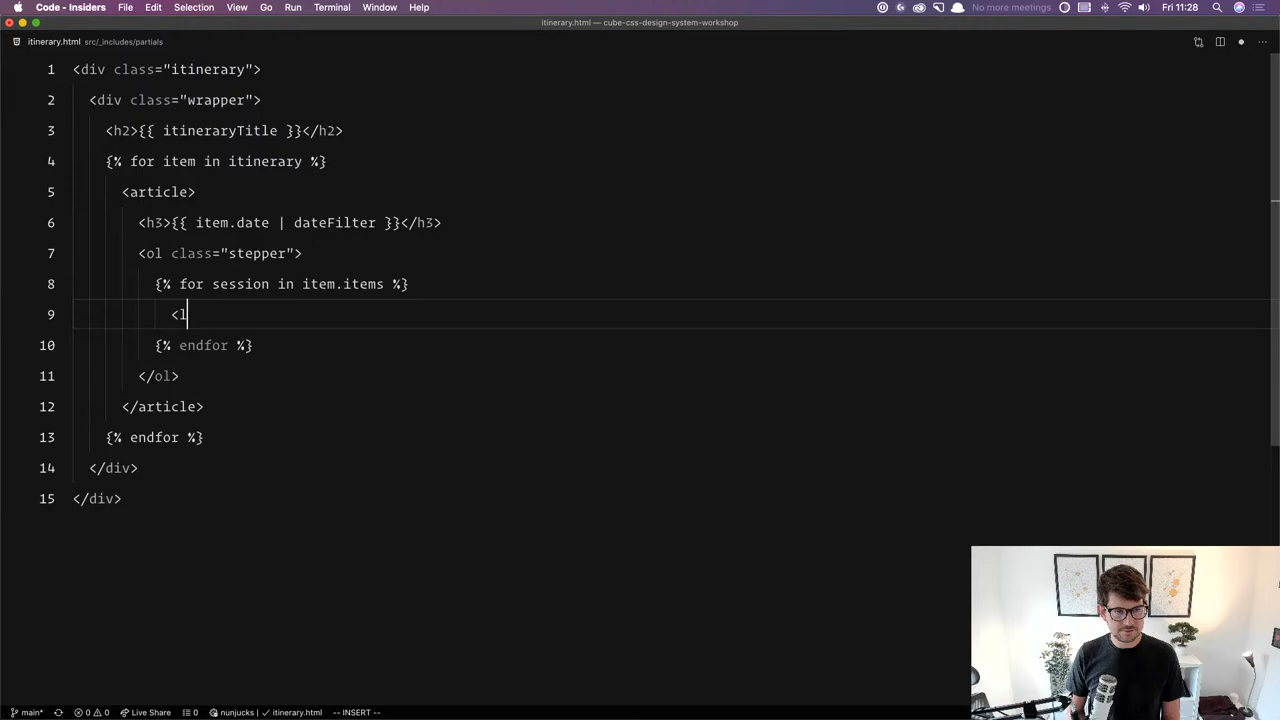 Code - Insiders File Edit Selection View Go Run Terminal Window Help No more meetings Fri 11:28
itinerary.html — cube-css-design-system-workshop
itinerary.html src/_includes/partials
1 <div class="itinerary">
2 <div class="wrapper">
3 <h2>{{ itineraryTitle }}</h2>
4 {% for item in itinerary %}
5 <article>
6 <h3>{{ item.date | dateFilter }}</h3>
7 <ol class="stepper">
8 {% for session in item.items %}
9 <l
10 {% endfor %}
11 </ol>
12 </article>
13 {% endfor %}
14 </div>
15 </div>
main* 0 0 Live Share 0 nunjucks itinerary.html -- INSERT --